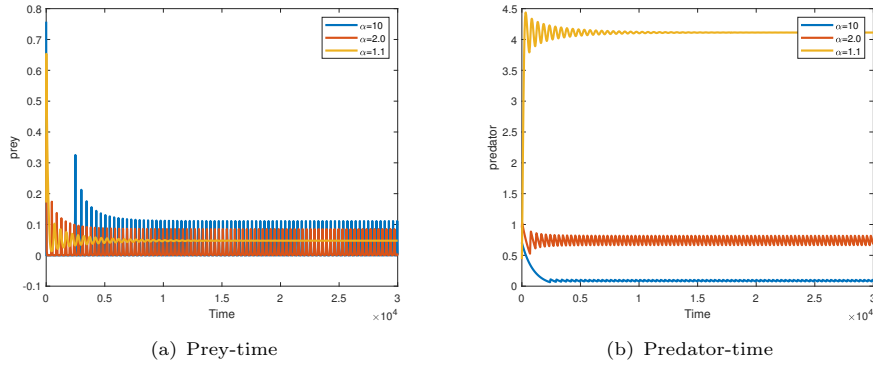 0.8
0.7
0.6
0.5
0.4
0.3
0.2
0.1
0
-0.1
prey
0 0.5 1 1.5 2 2.5 3
Time
×10⁴
α=10
α=2.0
α=1.1
(a) Prey-time
4.5
4
3.5
3
2.5
2
1.5
1
0.5
0
predator
0 0.5 1 1.5 2 2.5 3
Time
×10⁴
α=10
α=2.0
α=1.1
(b) Predator-time